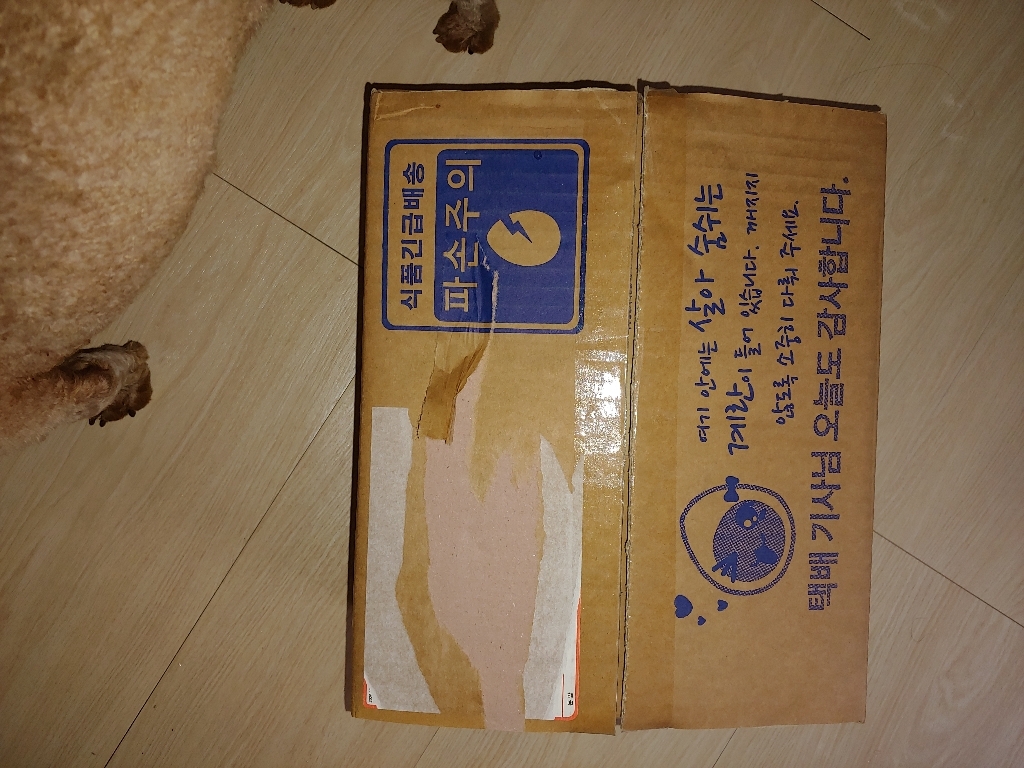 식품긴급배송
파손주의
여기 안에는 살아 숨쉬는
계란이 들어 있습니다. 깨지지
않도록 소중히 다뤄 주세요.
택배기사님 오늘도 감사합니다.